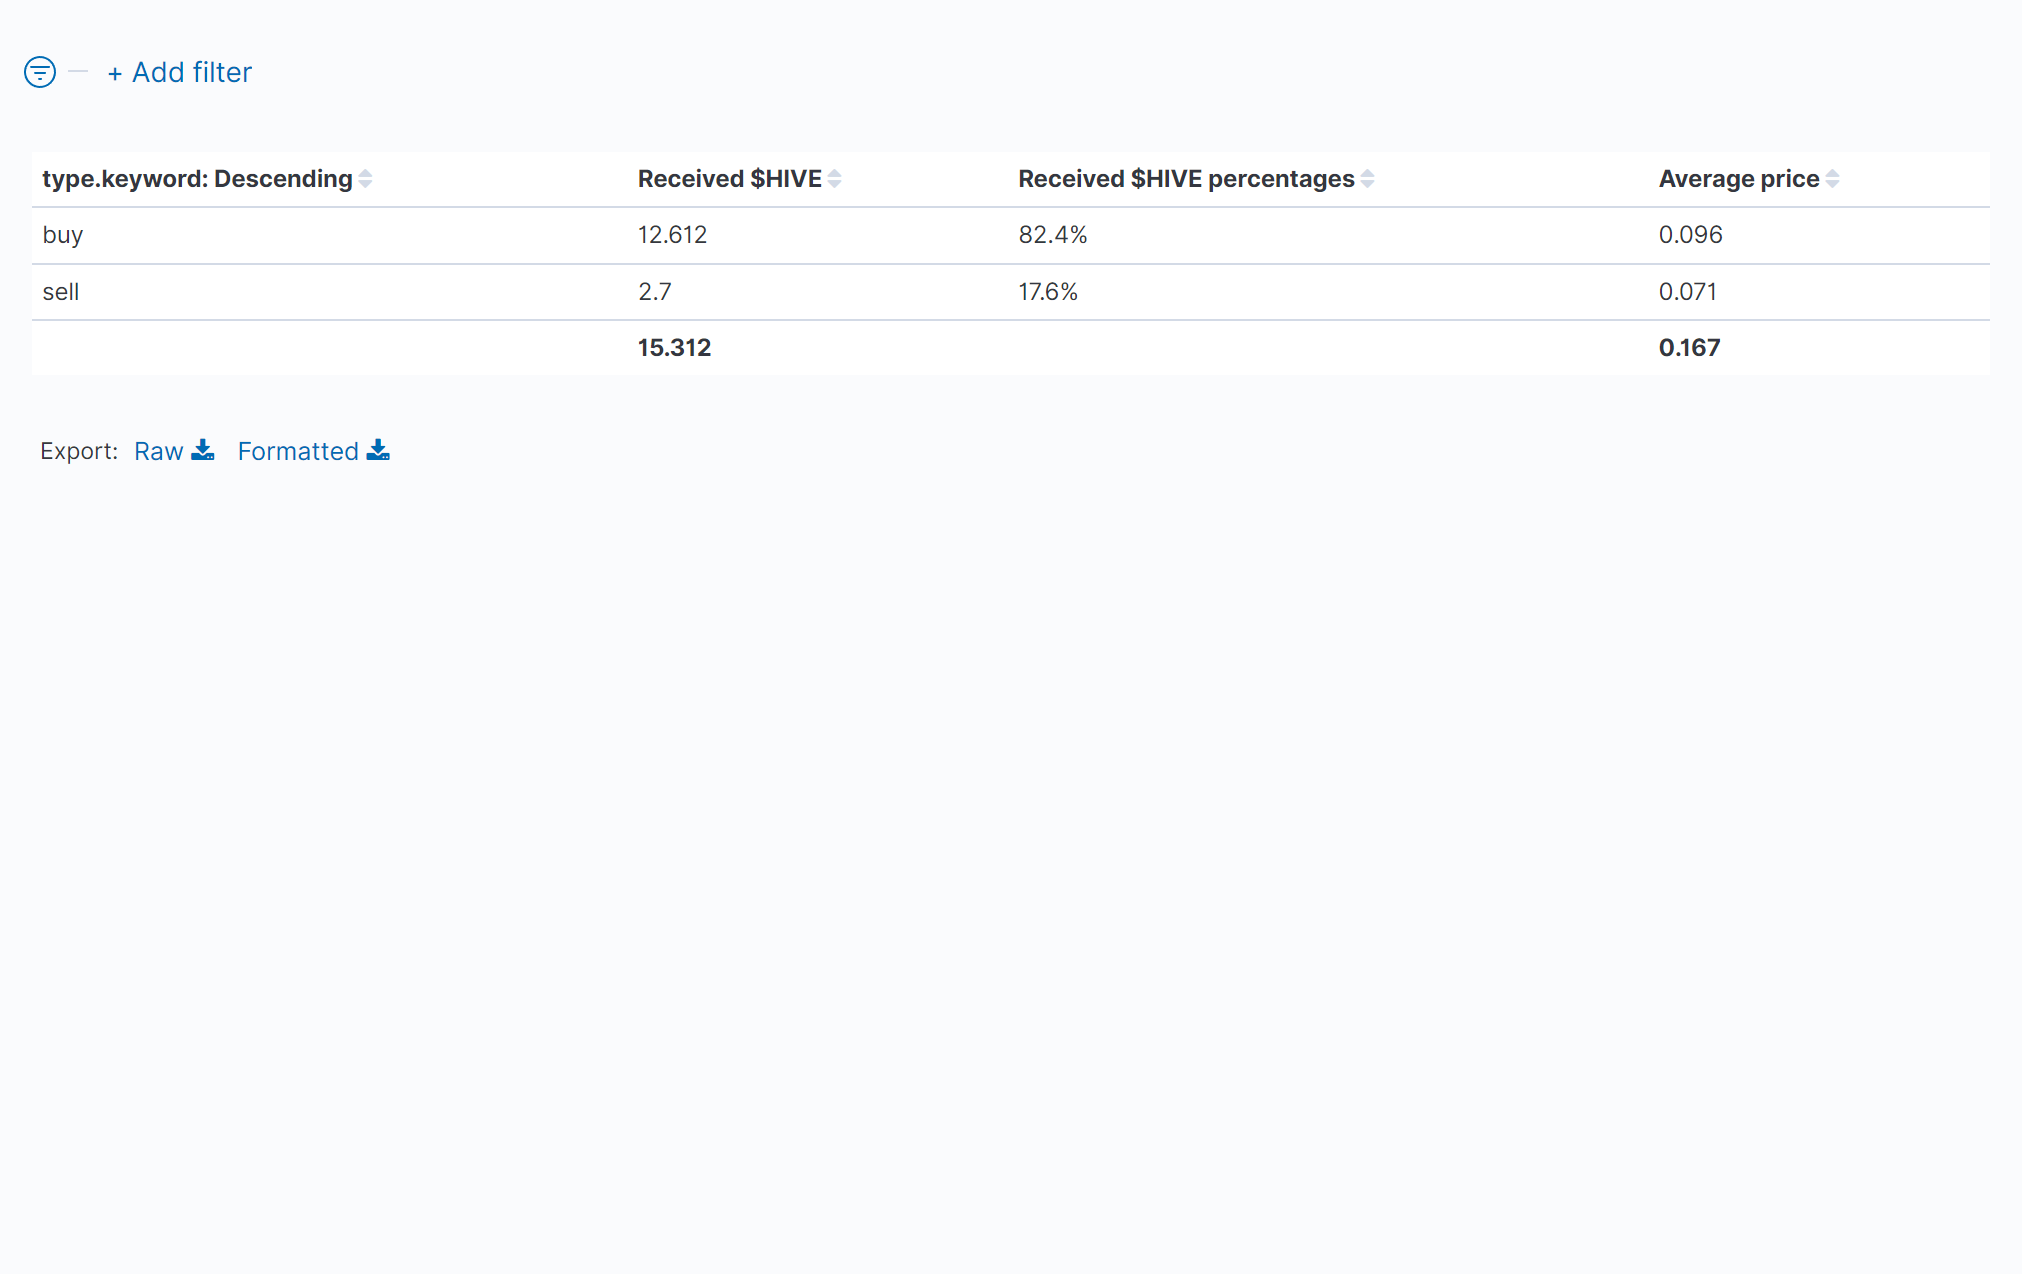 + Add filter
type.keyword: Descending Received $HIVE Received $HIVE percentages Average price
buy 12.612 82.4% 0.096
sell 2.7 17.6% 0.071
15.312 0.167
Export: Raw Formatted